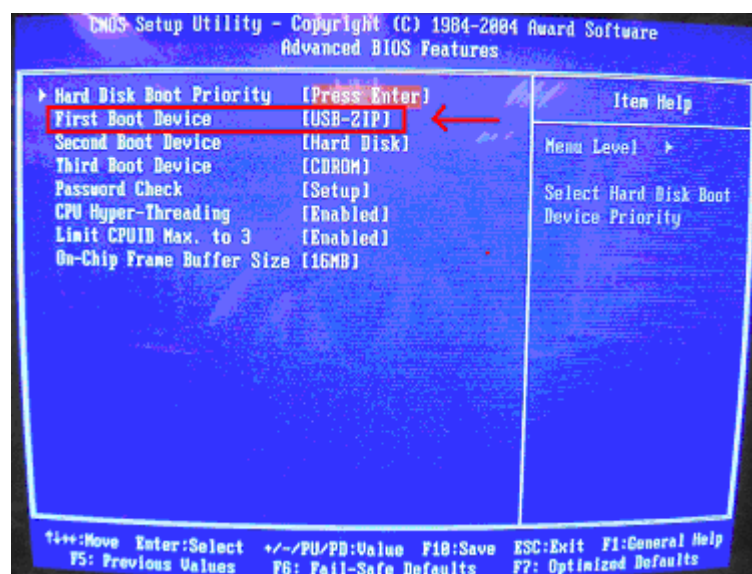 CMOS Setup Utility - Copyright (C) 1984-2004 Award Software
Advanced BIOS Features
Hard Disk Boot Priority [Press Enter]
First Boot Device [USB-ZIP]
Second Boot Device [Hard Disk]
Third Boot Device [CDROM]
Password Check [Setup]
CPU Hyper-Threading [Enabled]
Limit CPUID Max. to 3 [Enabled]
On-Chip Frame Buffer Size [16MB]
Item Help
Menu Level
Select Hard Disk Boot
Device Priority
↑↓→←:Move Enter:Select +/-/PU/PD:Value F10:Save ESC:Exit F1:General Help
F5: Previous Values F6: Fail-Safe Defaults F7: Optimized Defaults